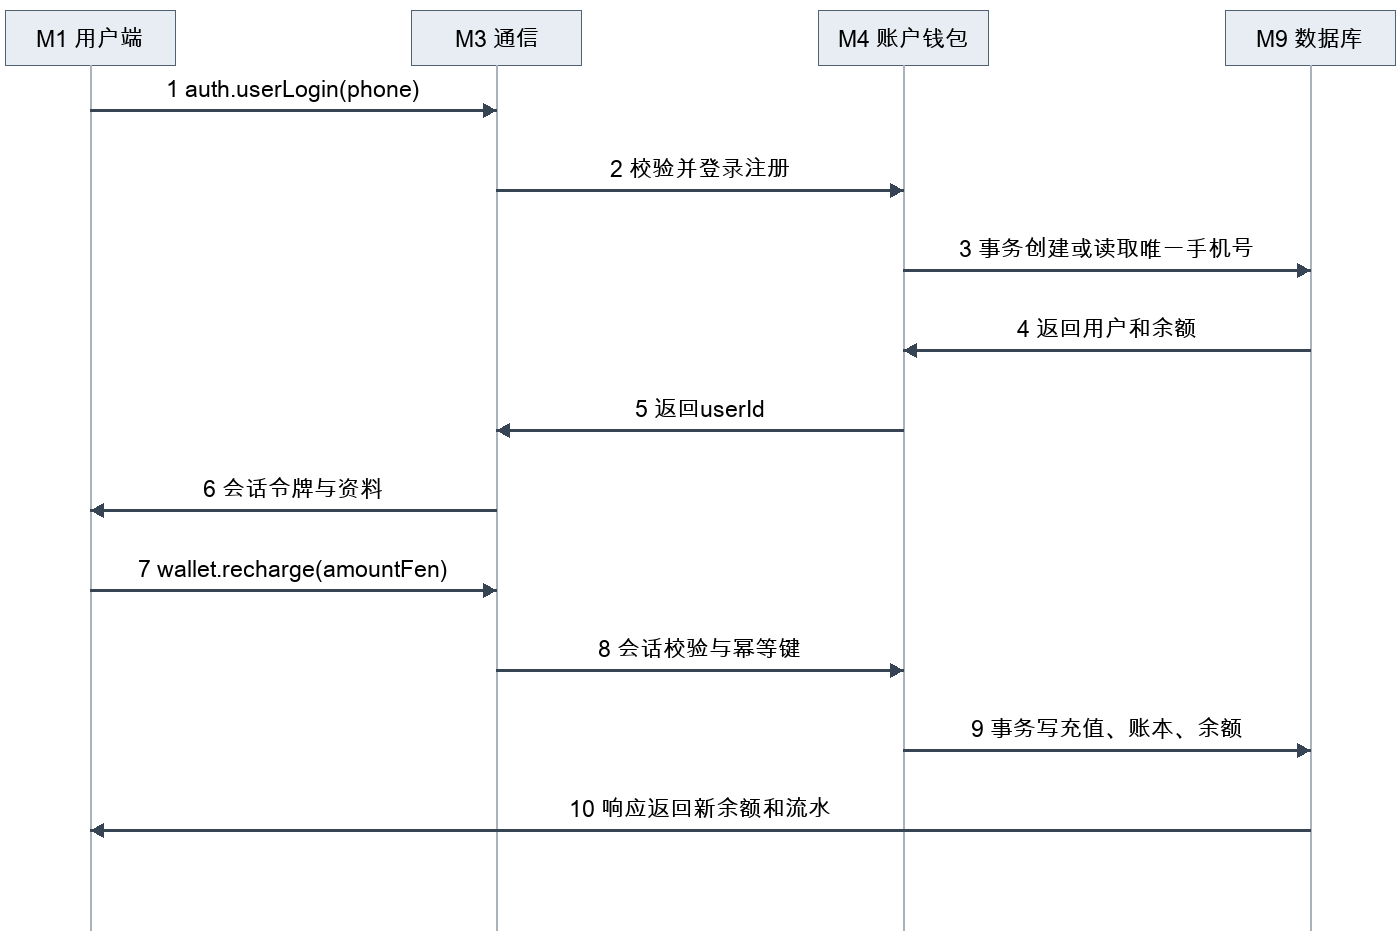 M1 用户端
M3 通信
M4 账户钱包
M9 数据库
1 auth.userLogin(phone)
2 校验并登录注册
3 事务创建或读取唯一手机号
4 返回用户和余额
5 返回userId
6 会话令牌与资料
7 wallet.recharge(amountFen)
8 会话校验与幂等键
9 事务写充值、账本、余额
10 响应返回新余额和流水